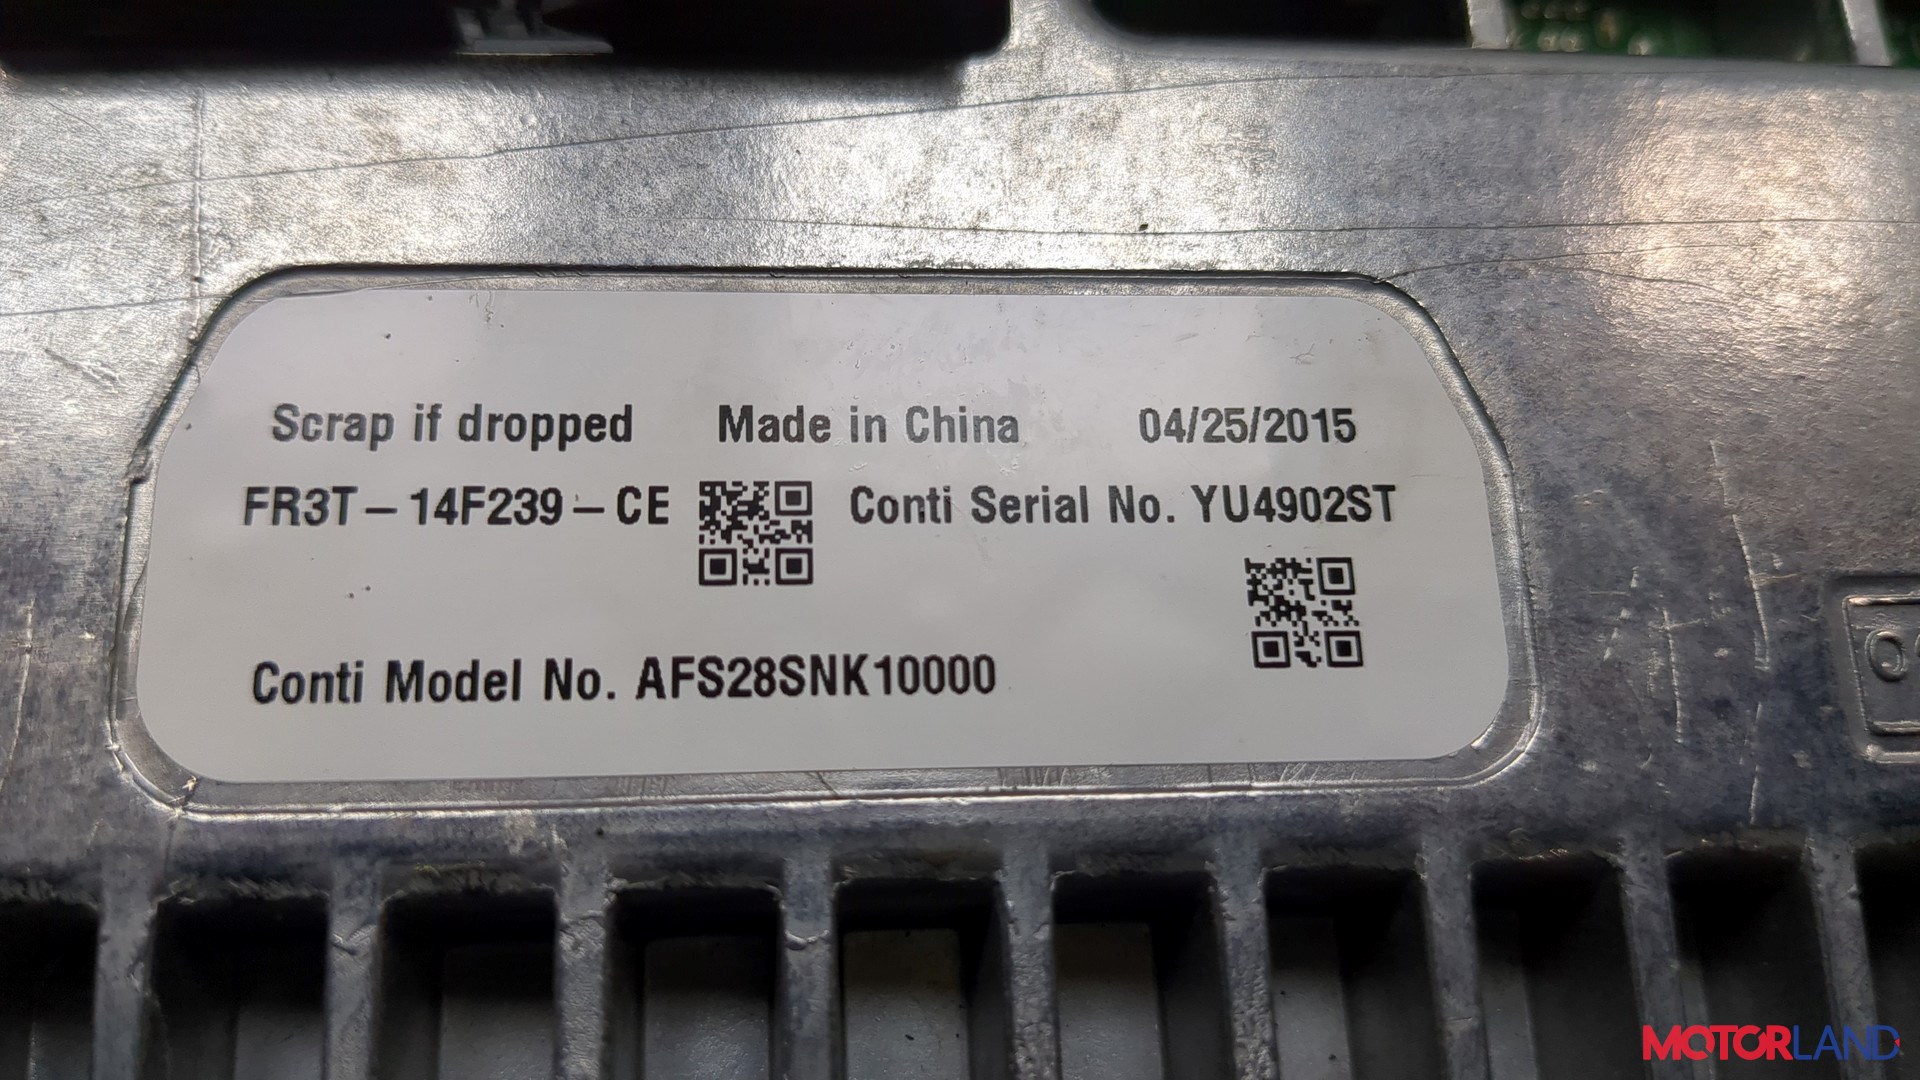 Scrap if dropped Made in China 04/25/2015
FR3T-14F239-CE Conti Serial No. YU4902ST
Conti Model No. AFS28SNK10000
MOTORLAND